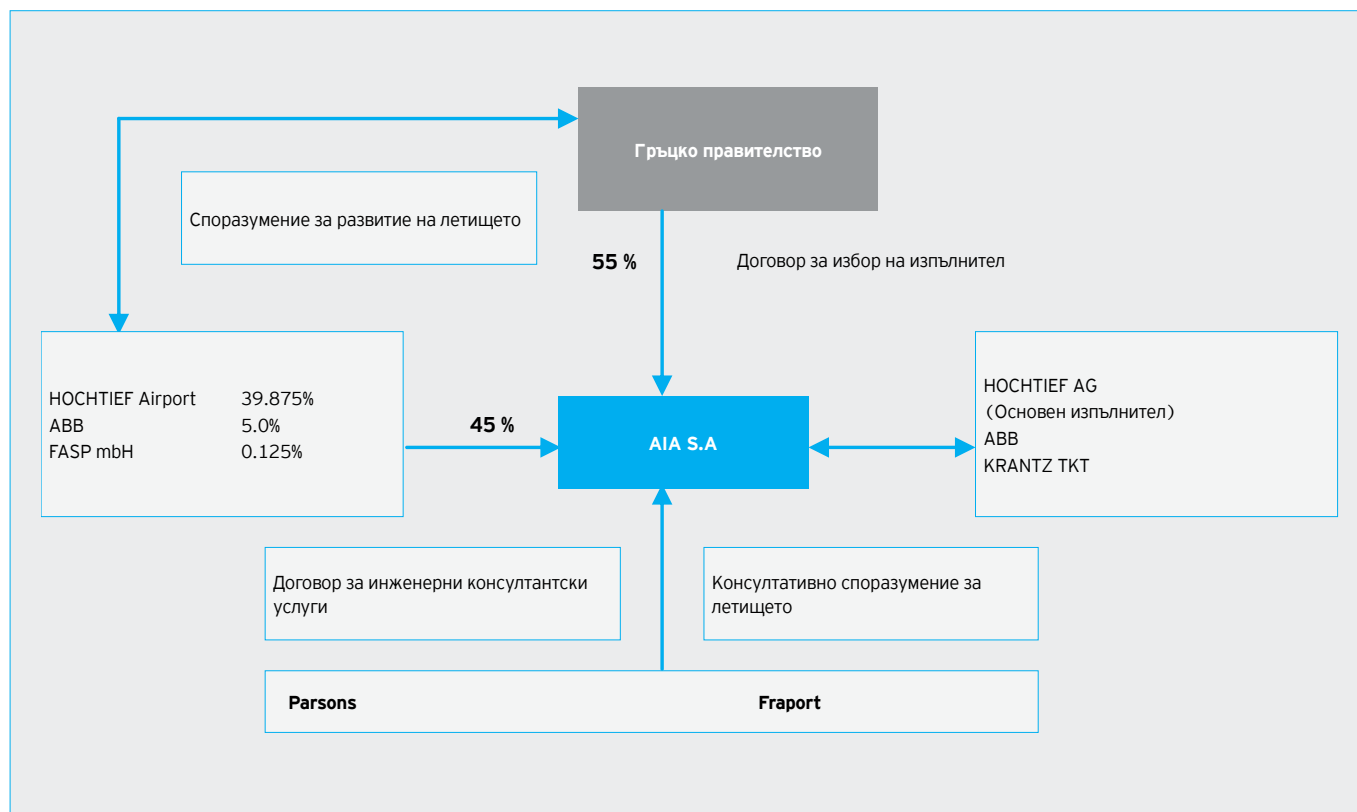 Гръцко правителство
Споразумение за развитие на летището
55 %
Договор за избор на изпълнител
HOCHTIEF Airport 39.875%
ABB 5.0%
FASP mbH 0.125%
45 %
AIA S.A
HOCHTIEF AG
(Основен изпълнител)
ABB
KRANTZ TKT
Договор за инженерни консултантски
услуги
Консултативно споразумение за
летището
Parsons
Fraport